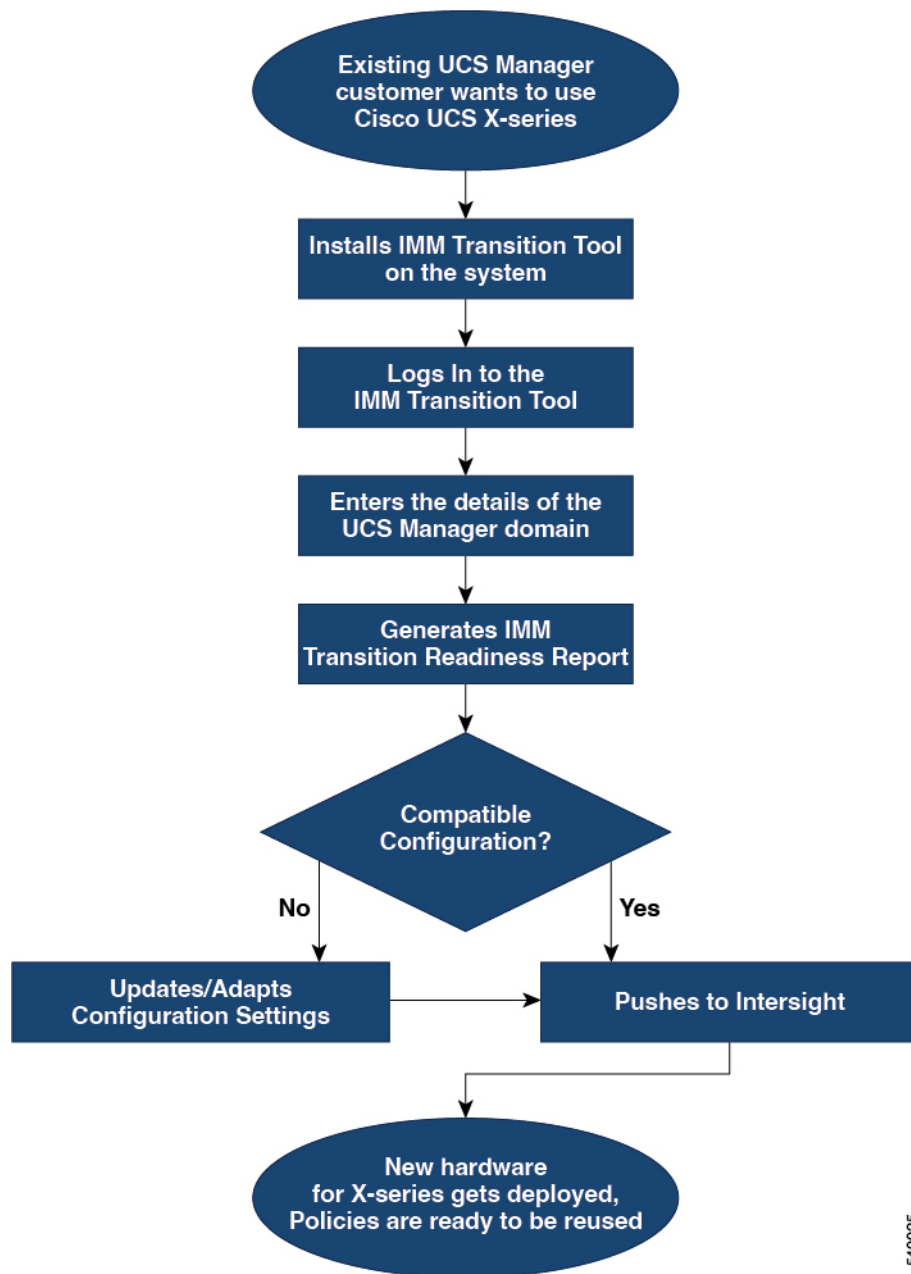 Existing UCS Manager
customer wants to use
Cisco UCS X-series
Installs IMM Transition Tool
on the system
Logs In to the
IMM Transition Tool
Enters the details of the
UCS Manager domain
Generates IMM
Transition Readiness Report
Compatible
Configuration?
No
Yes
Updates/Adapts
Configuration Settings
Pushes to Intersight
New hardware
for X-series gets deployed,
Policies are ready to be reused